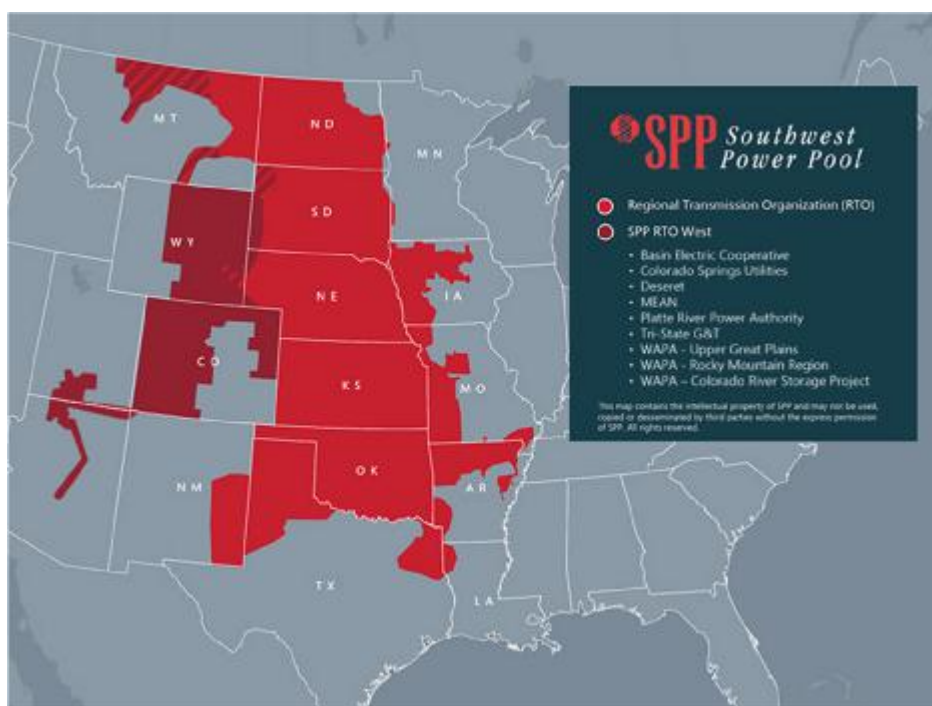 MT
ND
MN
SD
WY
NE
IA
CO
KS
MO
OK
NM
AR
TX
LA
SPP Southwest
Power Pool
Regional Transmission Organization (RTO)
SPP RTO West
• Basin Electric Cooperative
• Colorado Springs Utilities
• Deseret
• MEAN
• Platte River Power Authority
• Tri-State G&T
• WAPA - Upper Great Plains
• WAPA - Rocky Mountain Region
• WAPA – Colorado River Storage Project
This map contains the intellectual property of SPP and may not be used,
copied or disseminated by third parties without the express permission
of SPP. All rights reserved.